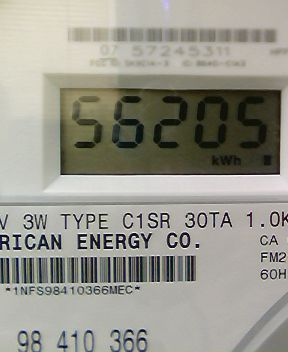 07 57245311
56205
kWh
V 3W TYPE C1SR 30TA 1.0K
RICAN ENERGY CO.
CA
FM2
60H
*1NFS98410366MEC*
98 410 366